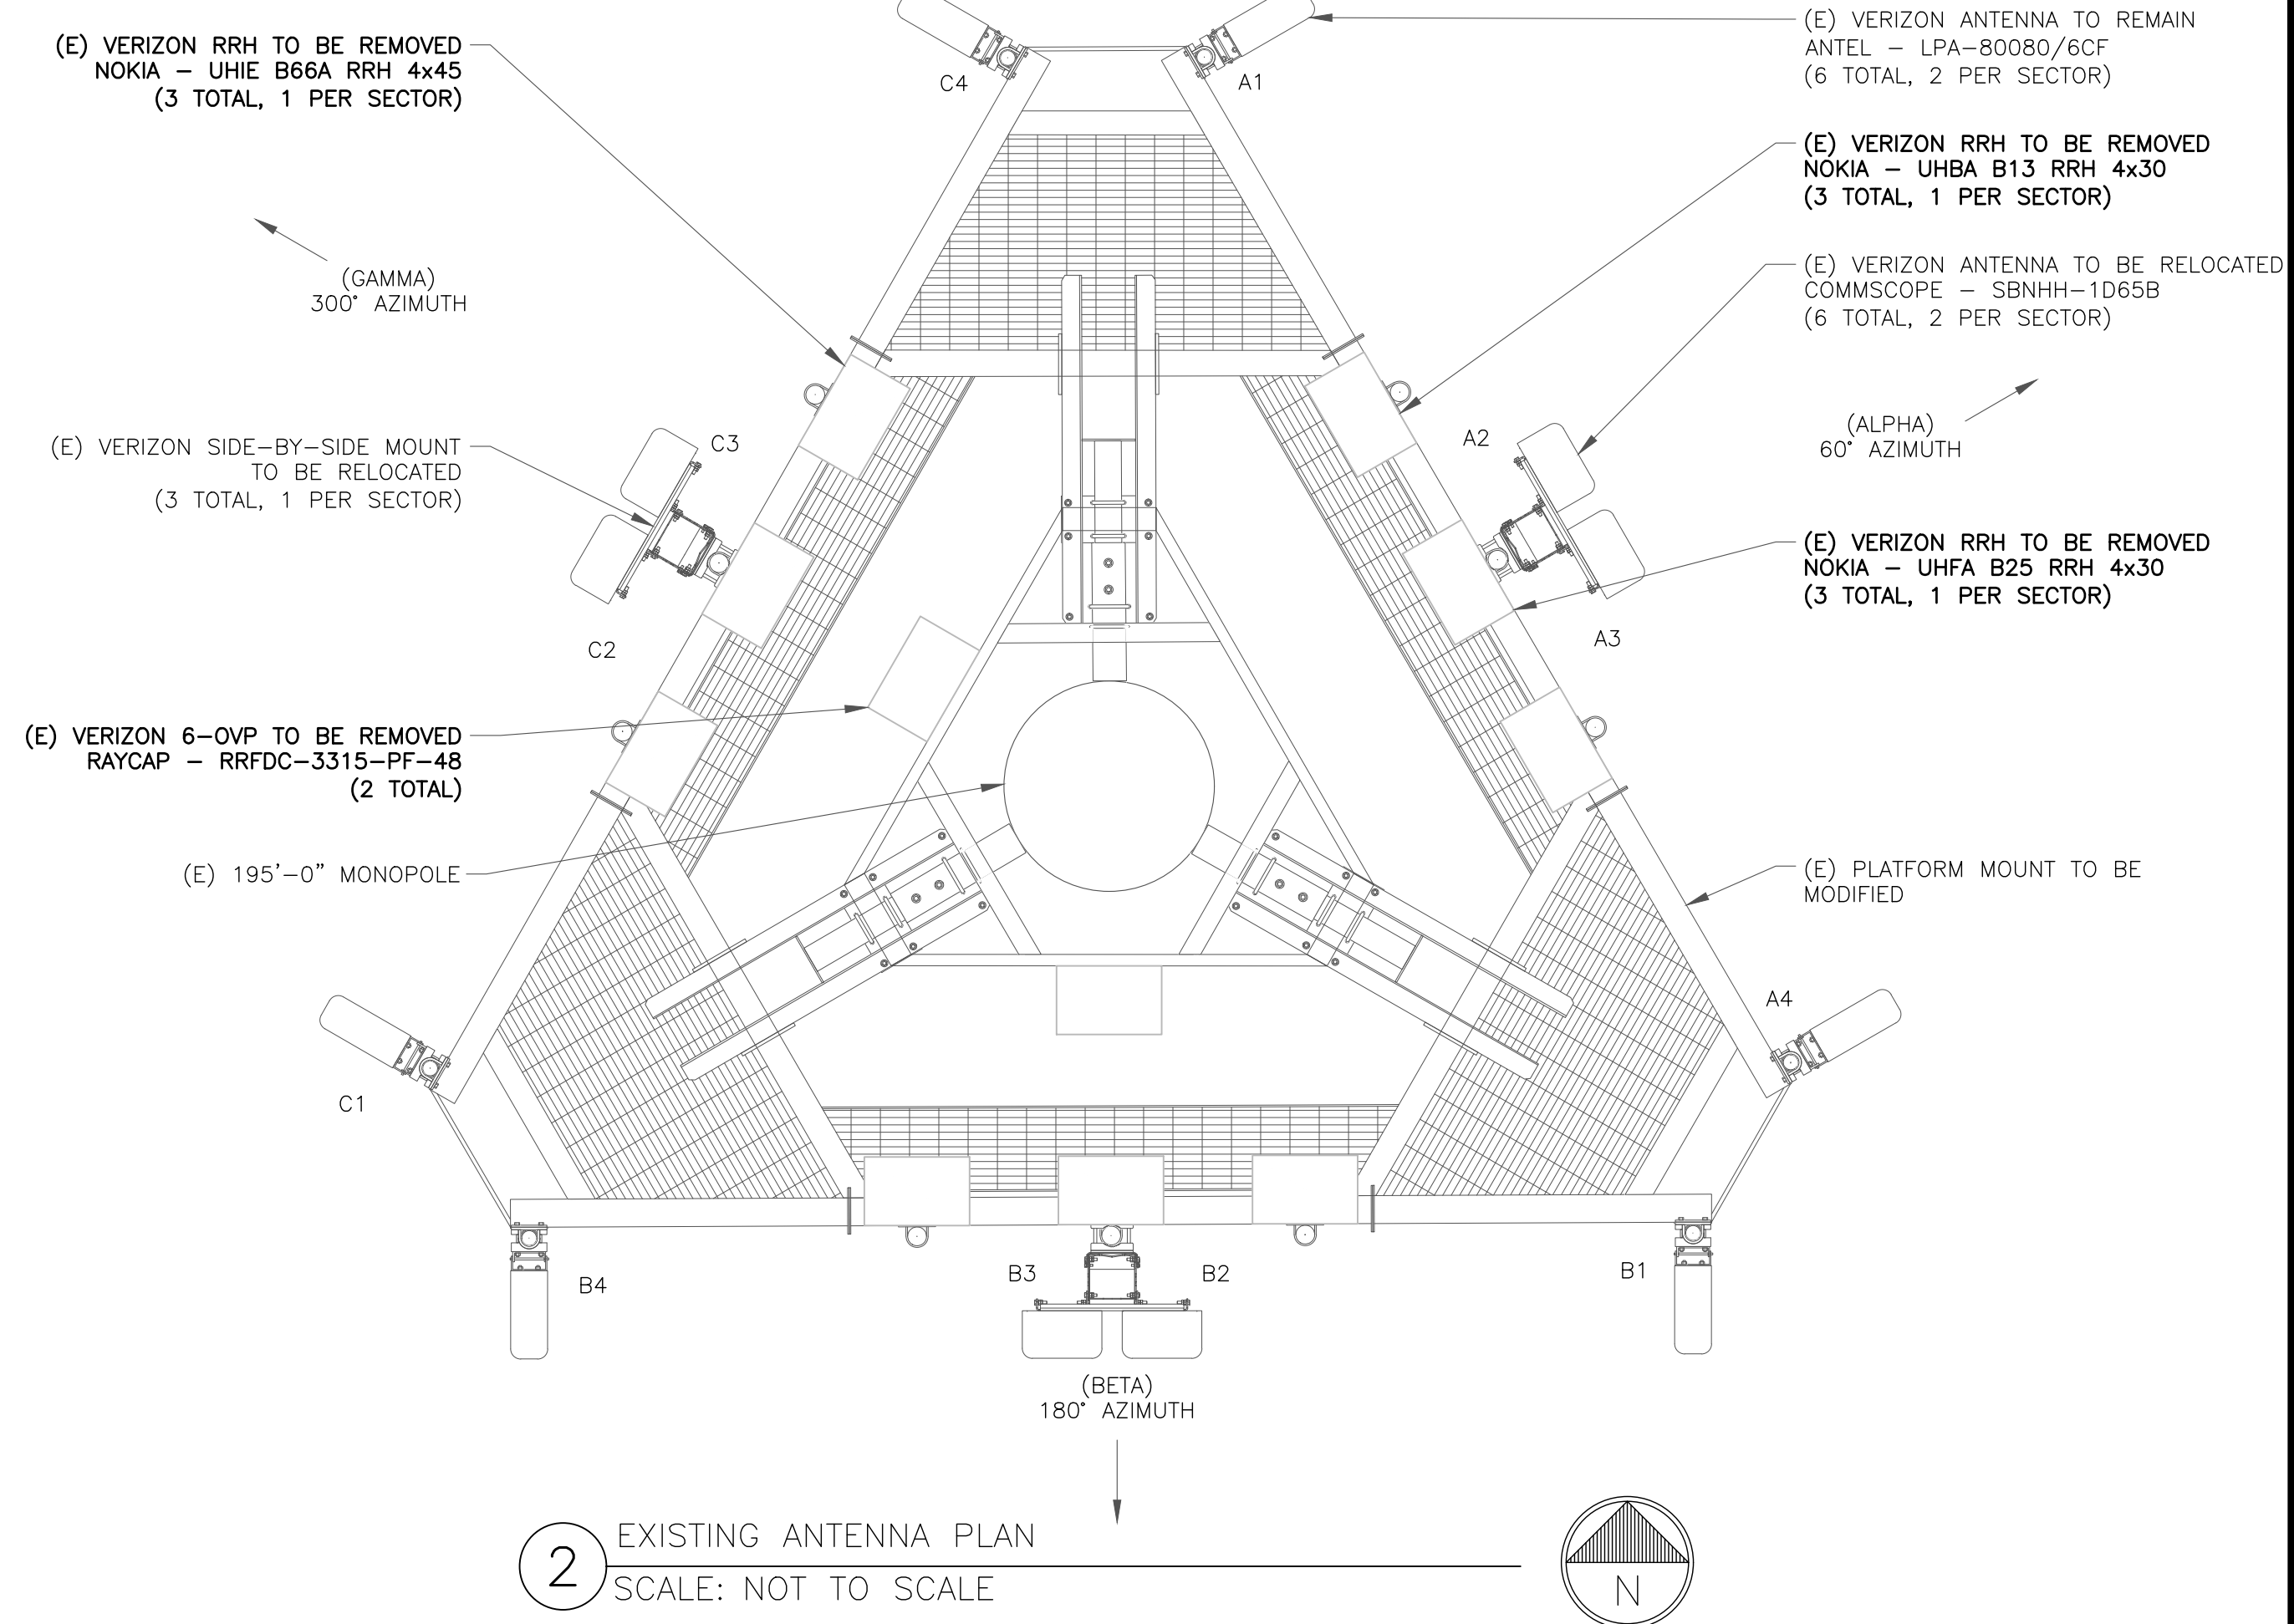 (E) VERIZON RRH TO BE REMOVED
NOKIA – UHIE B66A RRH 4x45
(3 TOTAL, 1 PER SECTOR)
C4
A1
(E) VERIZON ANTENNA TO REMAIN
ANTEL – LPA–80080/6CF
(6 TOTAL, 2 PER SECTOR)
(E) VERIZON RRH TO BE REMOVED
NOKIA – UHBA B13 RRH 4x30
(3 TOTAL, 1 PER SECTOR)
(GAMMA)
300° AZIMUTH
(E) VERIZON ANTENNA TO BE RELOCATED
COMMSCOPE – SBNHH–1D65B
(6 TOTAL, 2 PER SECTOR)
(ALPHA)
60° AZIMUTH
(E) VERIZON SIDE–BY–SIDE MOUNT
TO BE RELOCATED
(3 TOTAL, 1 PER SECTOR)
C3
A2
(E) VERIZON RRH TO BE REMOVED
NOKIA – UHFA B25 RRH 4x30
(3 TOTAL, 1 PER SECTOR)
C2
A3
(E) VERIZON 6–OVP TO BE REMOVED
RAYCAP – RRFDC–3315–PF–48
(2 TOTAL)
(E) 195'–0" MONOPOLE
(E) PLATFORM MOUNT TO BE
MODIFIED
C1
A4
B4
B3
B2
B1
(BETA)
180° AZIMUTH
2
EXISTING ANTENNA PLAN
SCALE: NOT TO SCALE
N